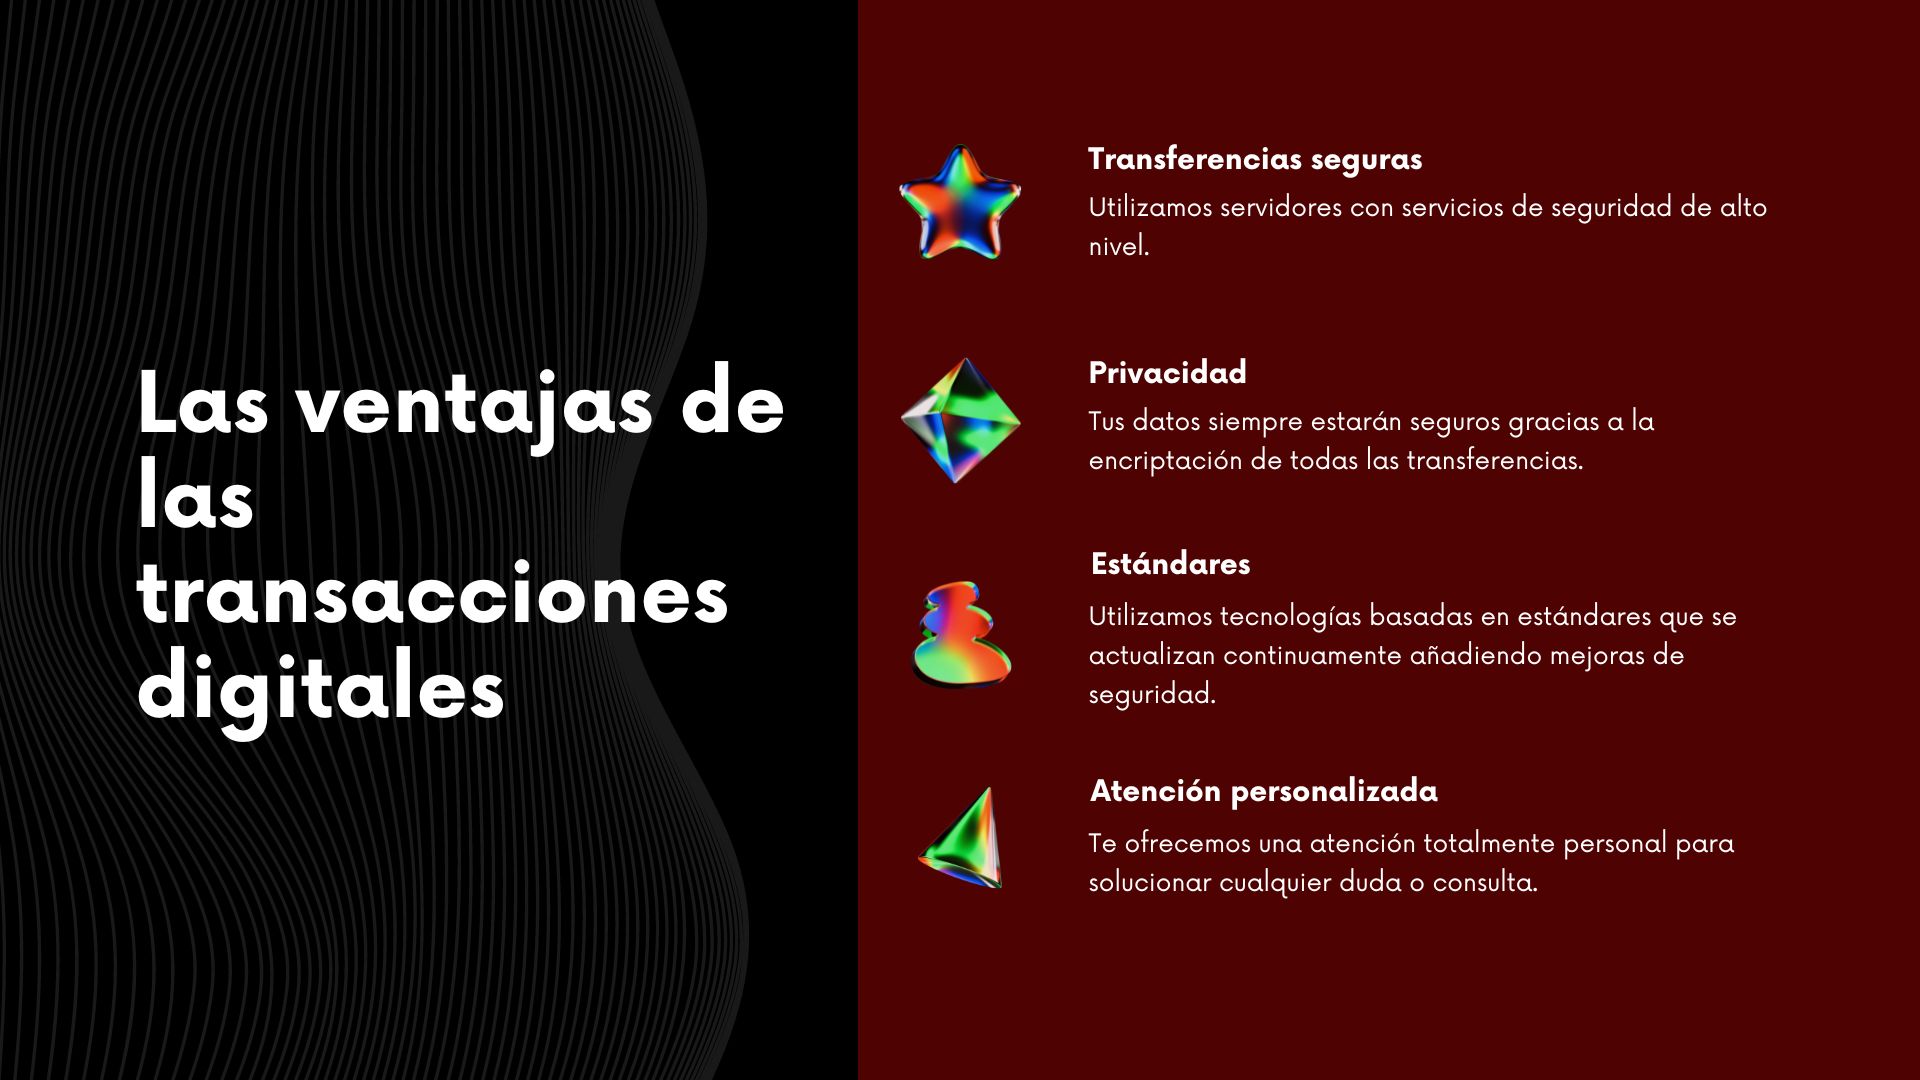 Las ventajas de
las
transacciones
digitales
Transferencias seguras
Utilizamos servidores con servicios de seguridad de alto
nivel.
Privacidad
Tus datos siempre estarán seguros gracias a la
encriptación de todas las transferencias.
Estándares
Utilizamos tecnologías basadas en estándares que se
actualizan continuamente añadiendo mejoras de
seguridad.
Atención personalizada
Te ofrecemos una atención totalmente personal para
solucionar cualquier duda o consulta.